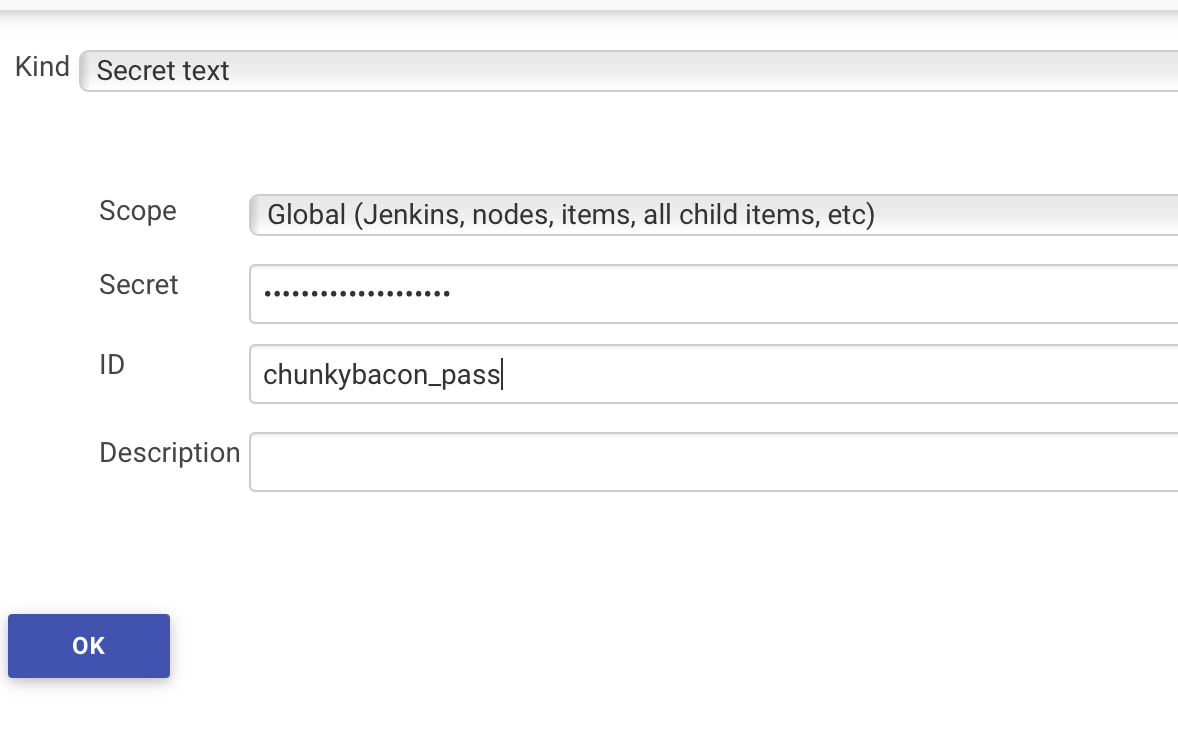 Kind Secret text
Scope Global (Jenkins, nodes, items, all child items, etc)
Secret ••••••••••••••••••••
ID chunkybacon_pass
Description
OK